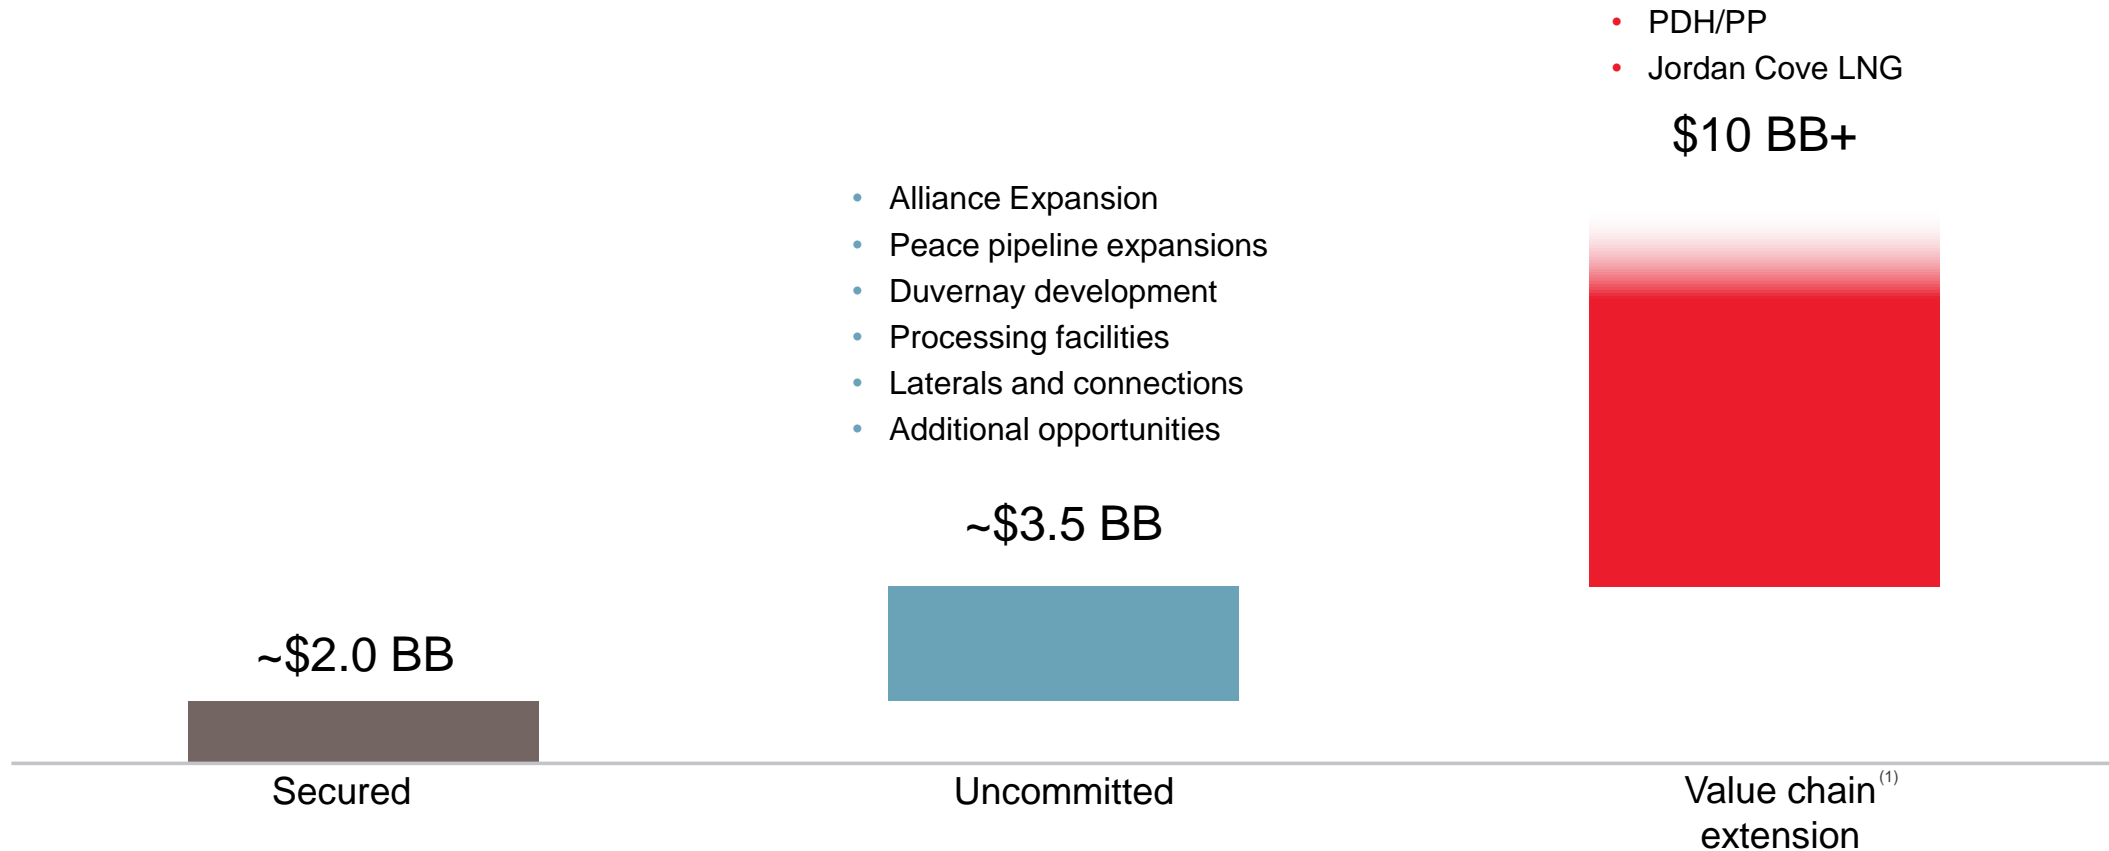 • PDH/PP
• Jordan Cove LNG
$10 BB+
• Alliance Expansion
• Peace pipeline expansions
• Duvernay development
• Processing facilities
• Laterals and connections
• Additional opportunities
~$3.5 BB
~$2.0 BB
Secured
Uncommitted
Value chain (1)
extension